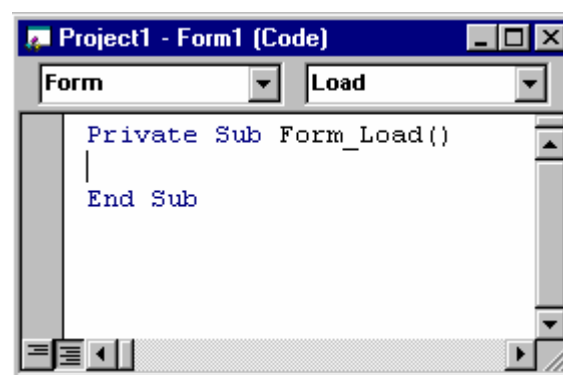 Project1 - Form1 (Code)
Form Load
Private Sub Form_Load()
End Sub